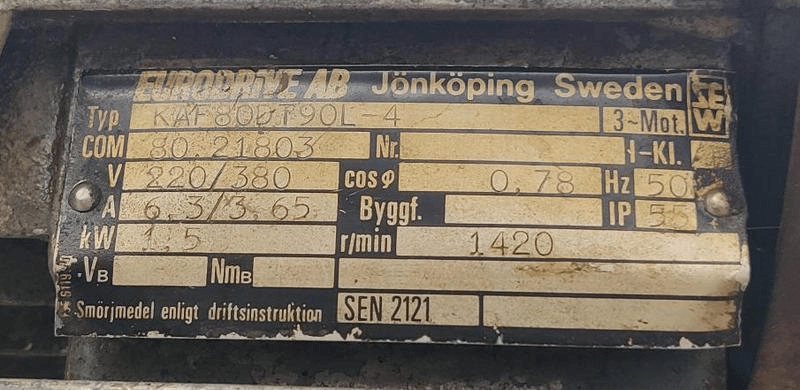 EURODRIVE AB Jönköping Sweden SEW
Typ KAF80DT90L-4 3~Mot.
COM 80.21803 Nr. I-Kl.
V 220/380 cosφ 0,78 Hz 50
A 6,3/3,65 Byggf. IP 55
kW 1,5 r/min 1420
VB NmB
Smörjmedel enligt driftsinstruktion SEN 2121